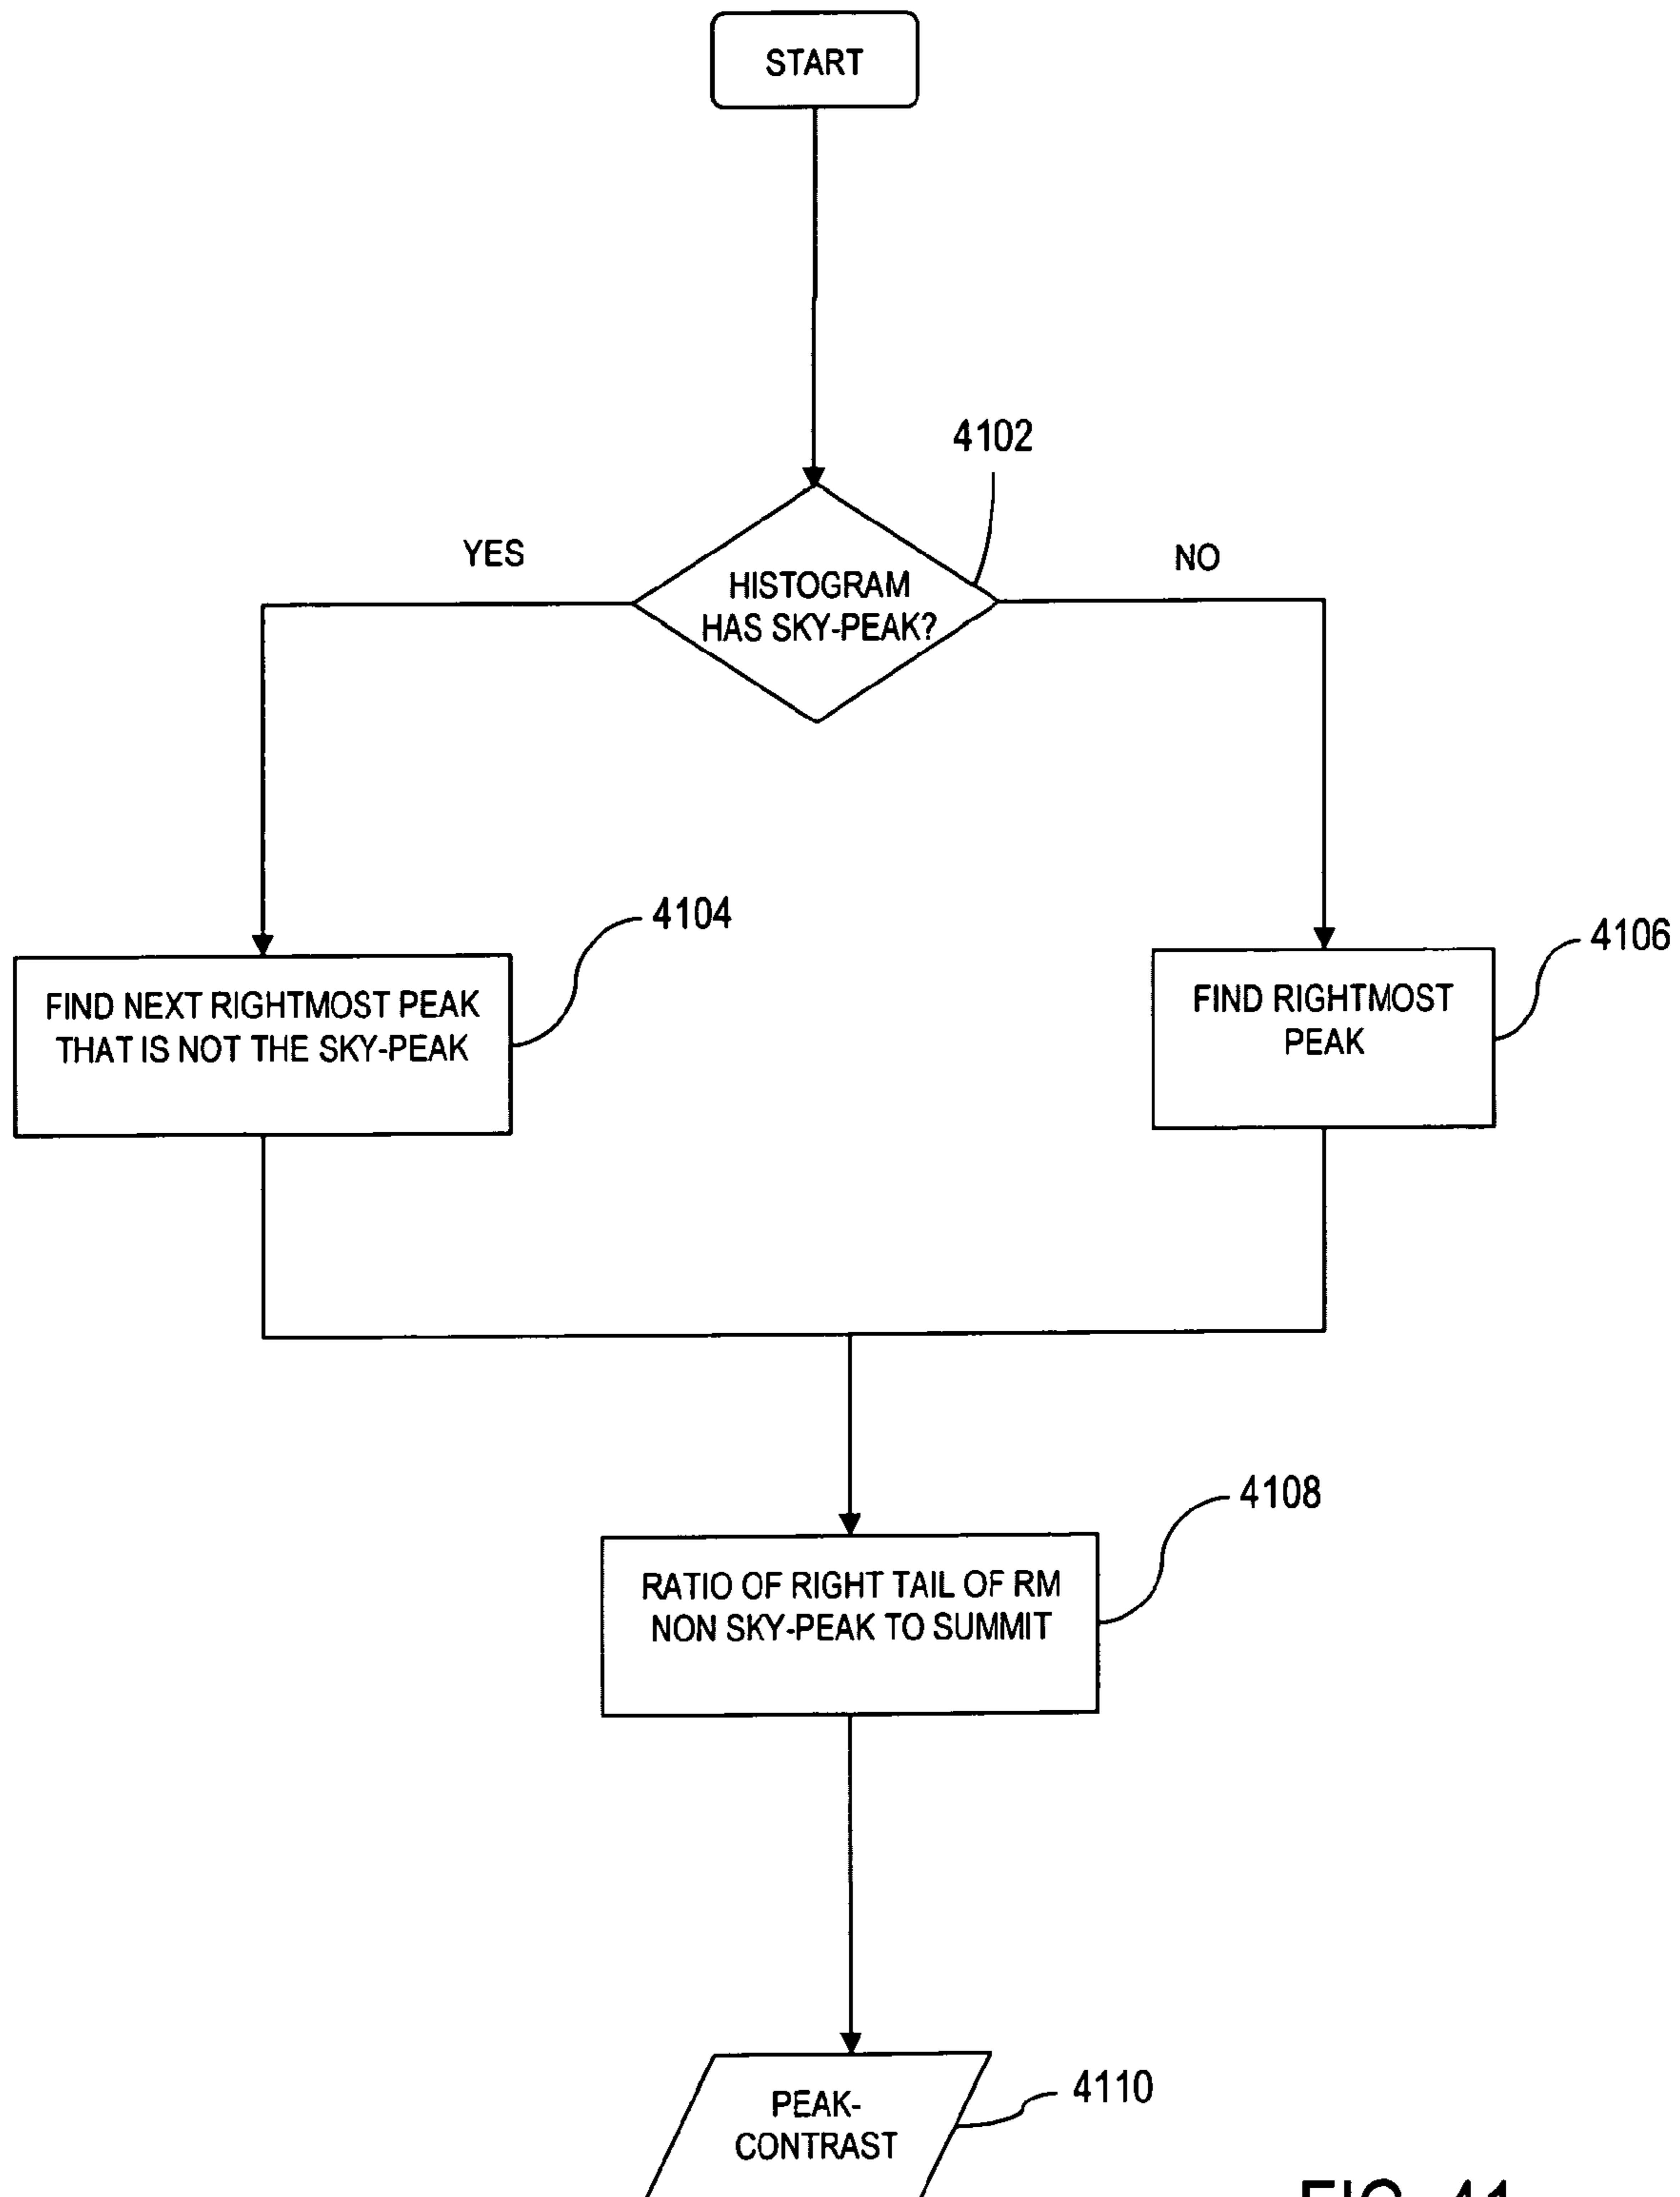 START
4102
YES
NO
HISTOGRAM
HAS SKY-PEAK?
4104
4106
FIND NEXT RIGHTMOST PEAK
THAT IS NOT THE SKY-PEAK
FIND RIGHTMOST
PEAK
4108
RATIO OF RIGHT TAIL OF RM
NON SKY-PEAK TO SUMMIT
4110
PEAK-
CONTRAST
FIG. 41